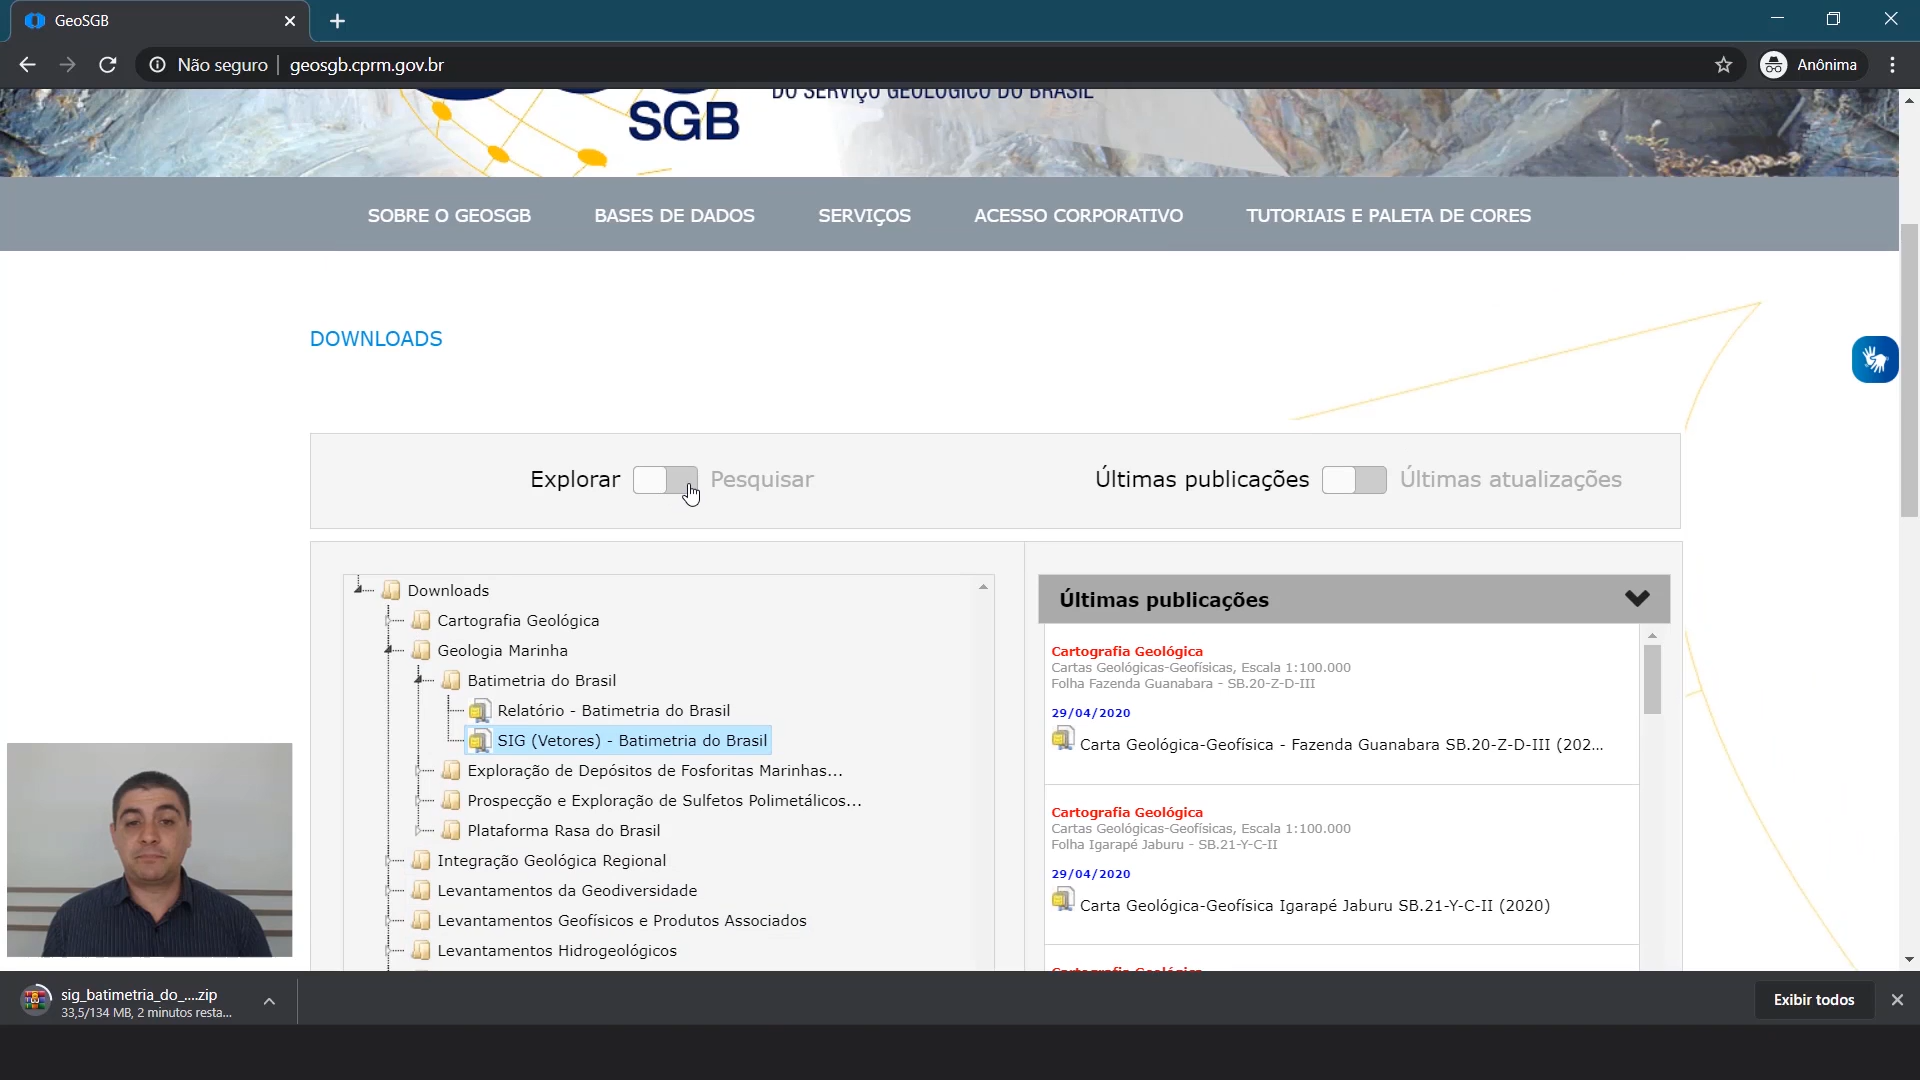 GeoSGB
Não seguro
geosgb.cprm.gov.br
Anônima
DO SERVIÇO GEOLÓGICO DO BRASIL
SGB
SOBRE O GEOSGB
BASES DE DADOS
SERVIÇOS
ACESSO CORPORATIVO
TUTORIAIS E PALETA DE CORES
DOWNLOADS
Explorar
Pesquisar
Últimas publicações
Últimas atualizações
Downloads
Cartografia Geológica
Geologia Marinha
Batimetria do Brasil
Relatório - Batimetria do Brasil
SIG (Vetores) - Batimetria do Brasil
Exploração de Depósitos de Fosforitas Marinhas...
Prospecção e Exploração de Sulfetos Polimetálicos...
Plataforma Rasa do Brasil
Integração Geológica Regional
Levantamentos da Geodiversidade
Levantamentos Geofísicos e Produtos Associados
Levantamentos Hidrogeológicos
Últimas publicações
Cartografia Geológica
Cartas Geológicas-Geofísicas, Escala 1:100.000
Folha Fazenda Guanabara - SB.20-Z-D-III
29/04/2020
Carta Geológica-Geofísica - Fazenda Guanabara SB.20-Z-D-III (202...
Cartografia Geológica
Cartas Geológicas-Geofísicas, Escala 1:100.000
Folha Igarapé Jaburu - SB.21-Y-C-II
29/04/2020
Carta Geológica-Geofísica Igarapé Jaburu SB.21-Y-C-II (2020)
Cartografia Geológica
sig_batimetria_do_....zip
33,5/134 MB, 2 minutos resta...
Exibir todos